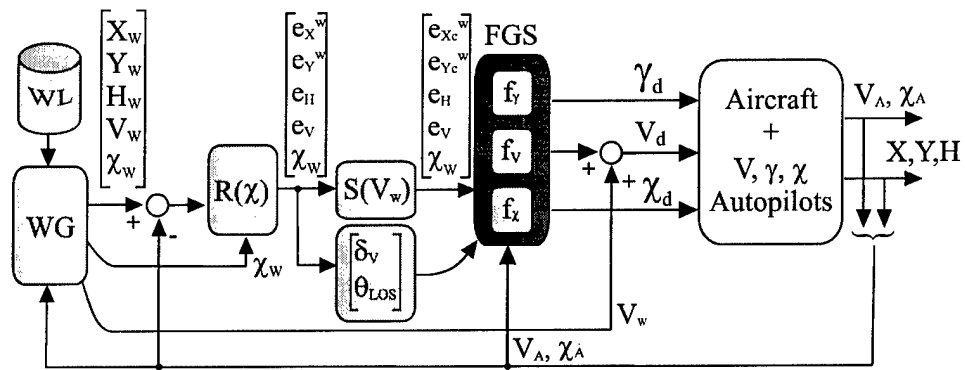 WL
WG
X_W
Y_W
H_W
V_W
χ_W
+
-
R(χ)
χ_W
e_X^w
e_Y^w
e_H
e_V
χ_W
S(V_w)
δ_V
θ_LOS
e_Xc^w
e_Yc^w
e_H
e_V
χ_W
FGS
f_γ
f_V
f_χ
+
+
γ_d
V_d
χ_d
V_w
V_A, χ_A
Aircraft
+
V, γ, χ
Autopilots
V_A, χ_A
X,Y,H